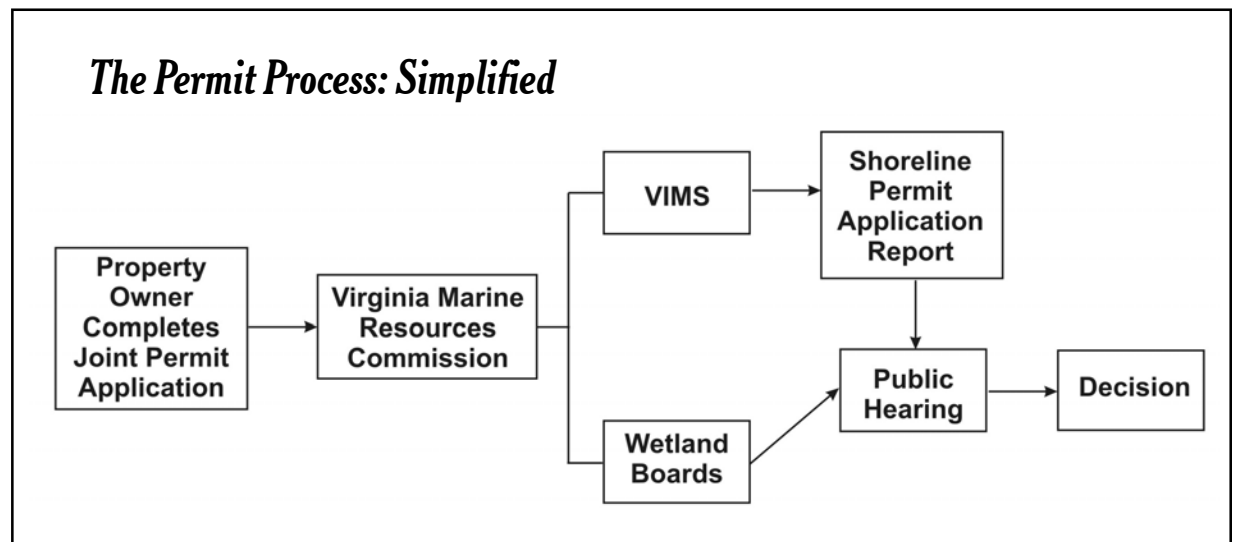 The Permit Process: Simplified
Property
Owner
Completes
Joint Permit
Application
Virginia Marine
Resources
Commission
VIMS
Wetland
Boards
Shoreline
Permit
Application
Report
Public
Hearing
Decision